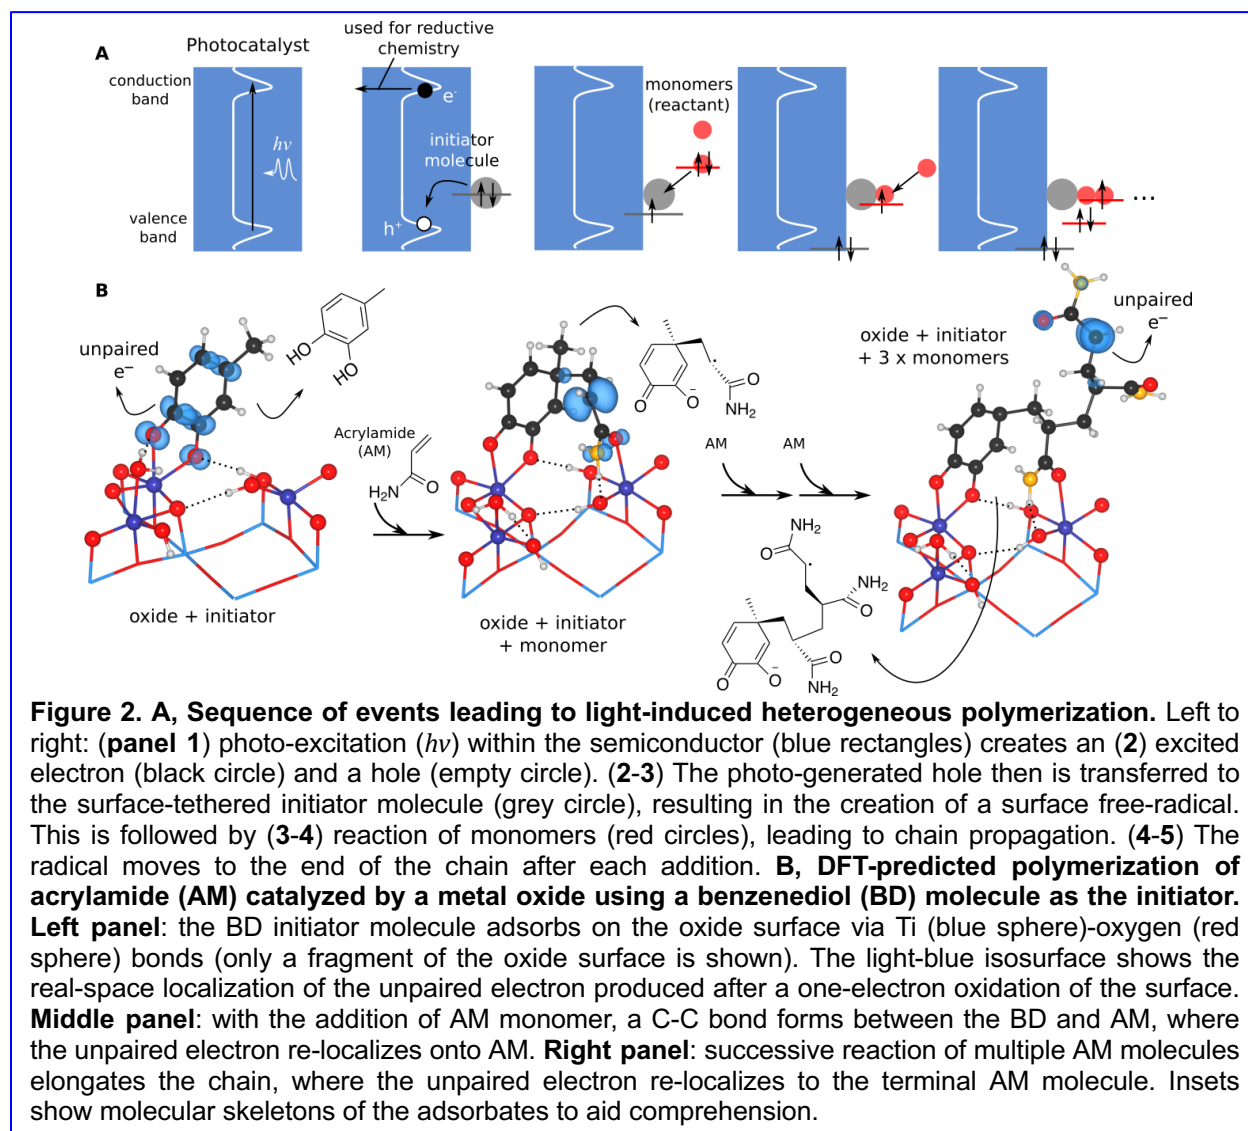 A
Photocatalyst
conduction
band
hν
valence
band
used for reductive
chemistry
e-
initiator
molecule
h+
monomers
(reactant)
...
B
unpaired
e−
HO
HO
oxide + initiator
Acrylamide
(AM)
H2N
O
O
O−
O
NH2
oxide + initiator
+ monomer
AM
AM
NH2
O
NH2
O
O
O−
O
NH2
oxide + initiator
+ 3 x monomers
unpaired
e−
Figure 2. A, Sequence of events leading to light-induced heterogeneous polymerization. Left to
right: (panel 1) photo-excitation (hν) within the semiconductor (blue rectangles) creates an (2) excited
electron (black circle) and a hole (empty circle). (2-3) The photo-generated hole then is transferred to
the surface-tethered initiator molecule (grey circle), resulting in the creation of a surface free-radical.
This is followed by (3-4) reaction of monomers (red circles), leading to chain propagation. (4-5) The
radical moves to the end of the chain after each addition. B, DFT-predicted polymerization of
acrylamide (AM) catalyzed by a metal oxide using a benzenediol (BD) molecule as the initiator.
Left panel: the BD initiator molecule adsorbs on the oxide surface via Ti (blue sphere)-oxygen (red
sphere) bonds (only a fragment of the oxide surface is shown). The light-blue isosurface shows the
real-space localization of the unpaired electron produced after a one-electron oxidation of the surface.
Middle panel: with the addition of AM monomer, a C-C bond forms between the BD and AM, where
the unpaired electron re-localizes onto AM. Right panel: successive reaction of multiple AM molecules
elongates the chain, where the unpaired electron re-localizes to the terminal AM molecule. Insets
show molecular skeletons of the adsorbates to aid comprehension.